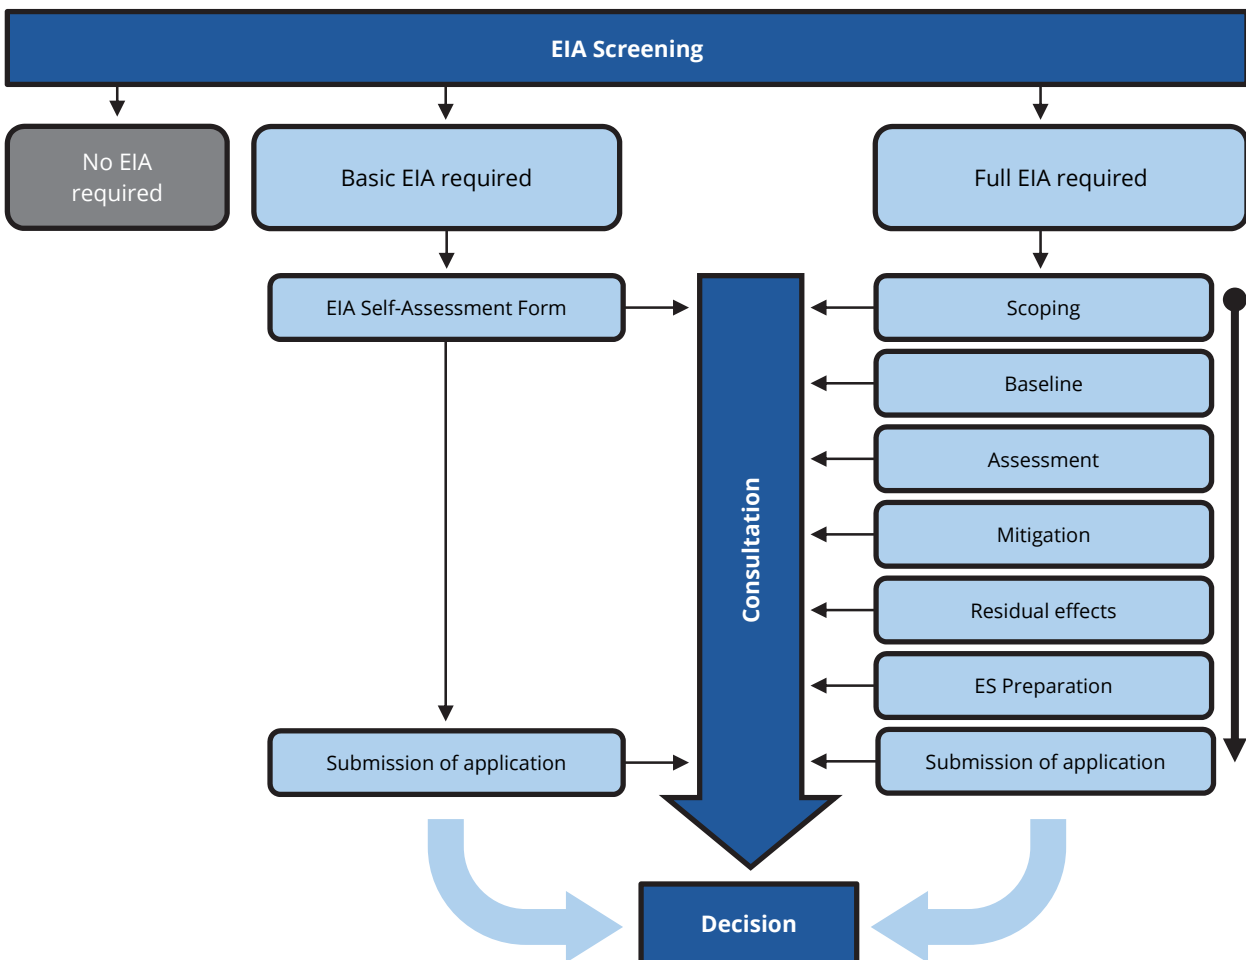 EIA Screening
No EIA
required
Basic EIA required
Full EIA required
EIA Self-Assessment Form
Submission of application
Consultation
Scoping
Baseline
Assessment
Mitigation
Residual effects
ES Preparation
Submission of application
Decision